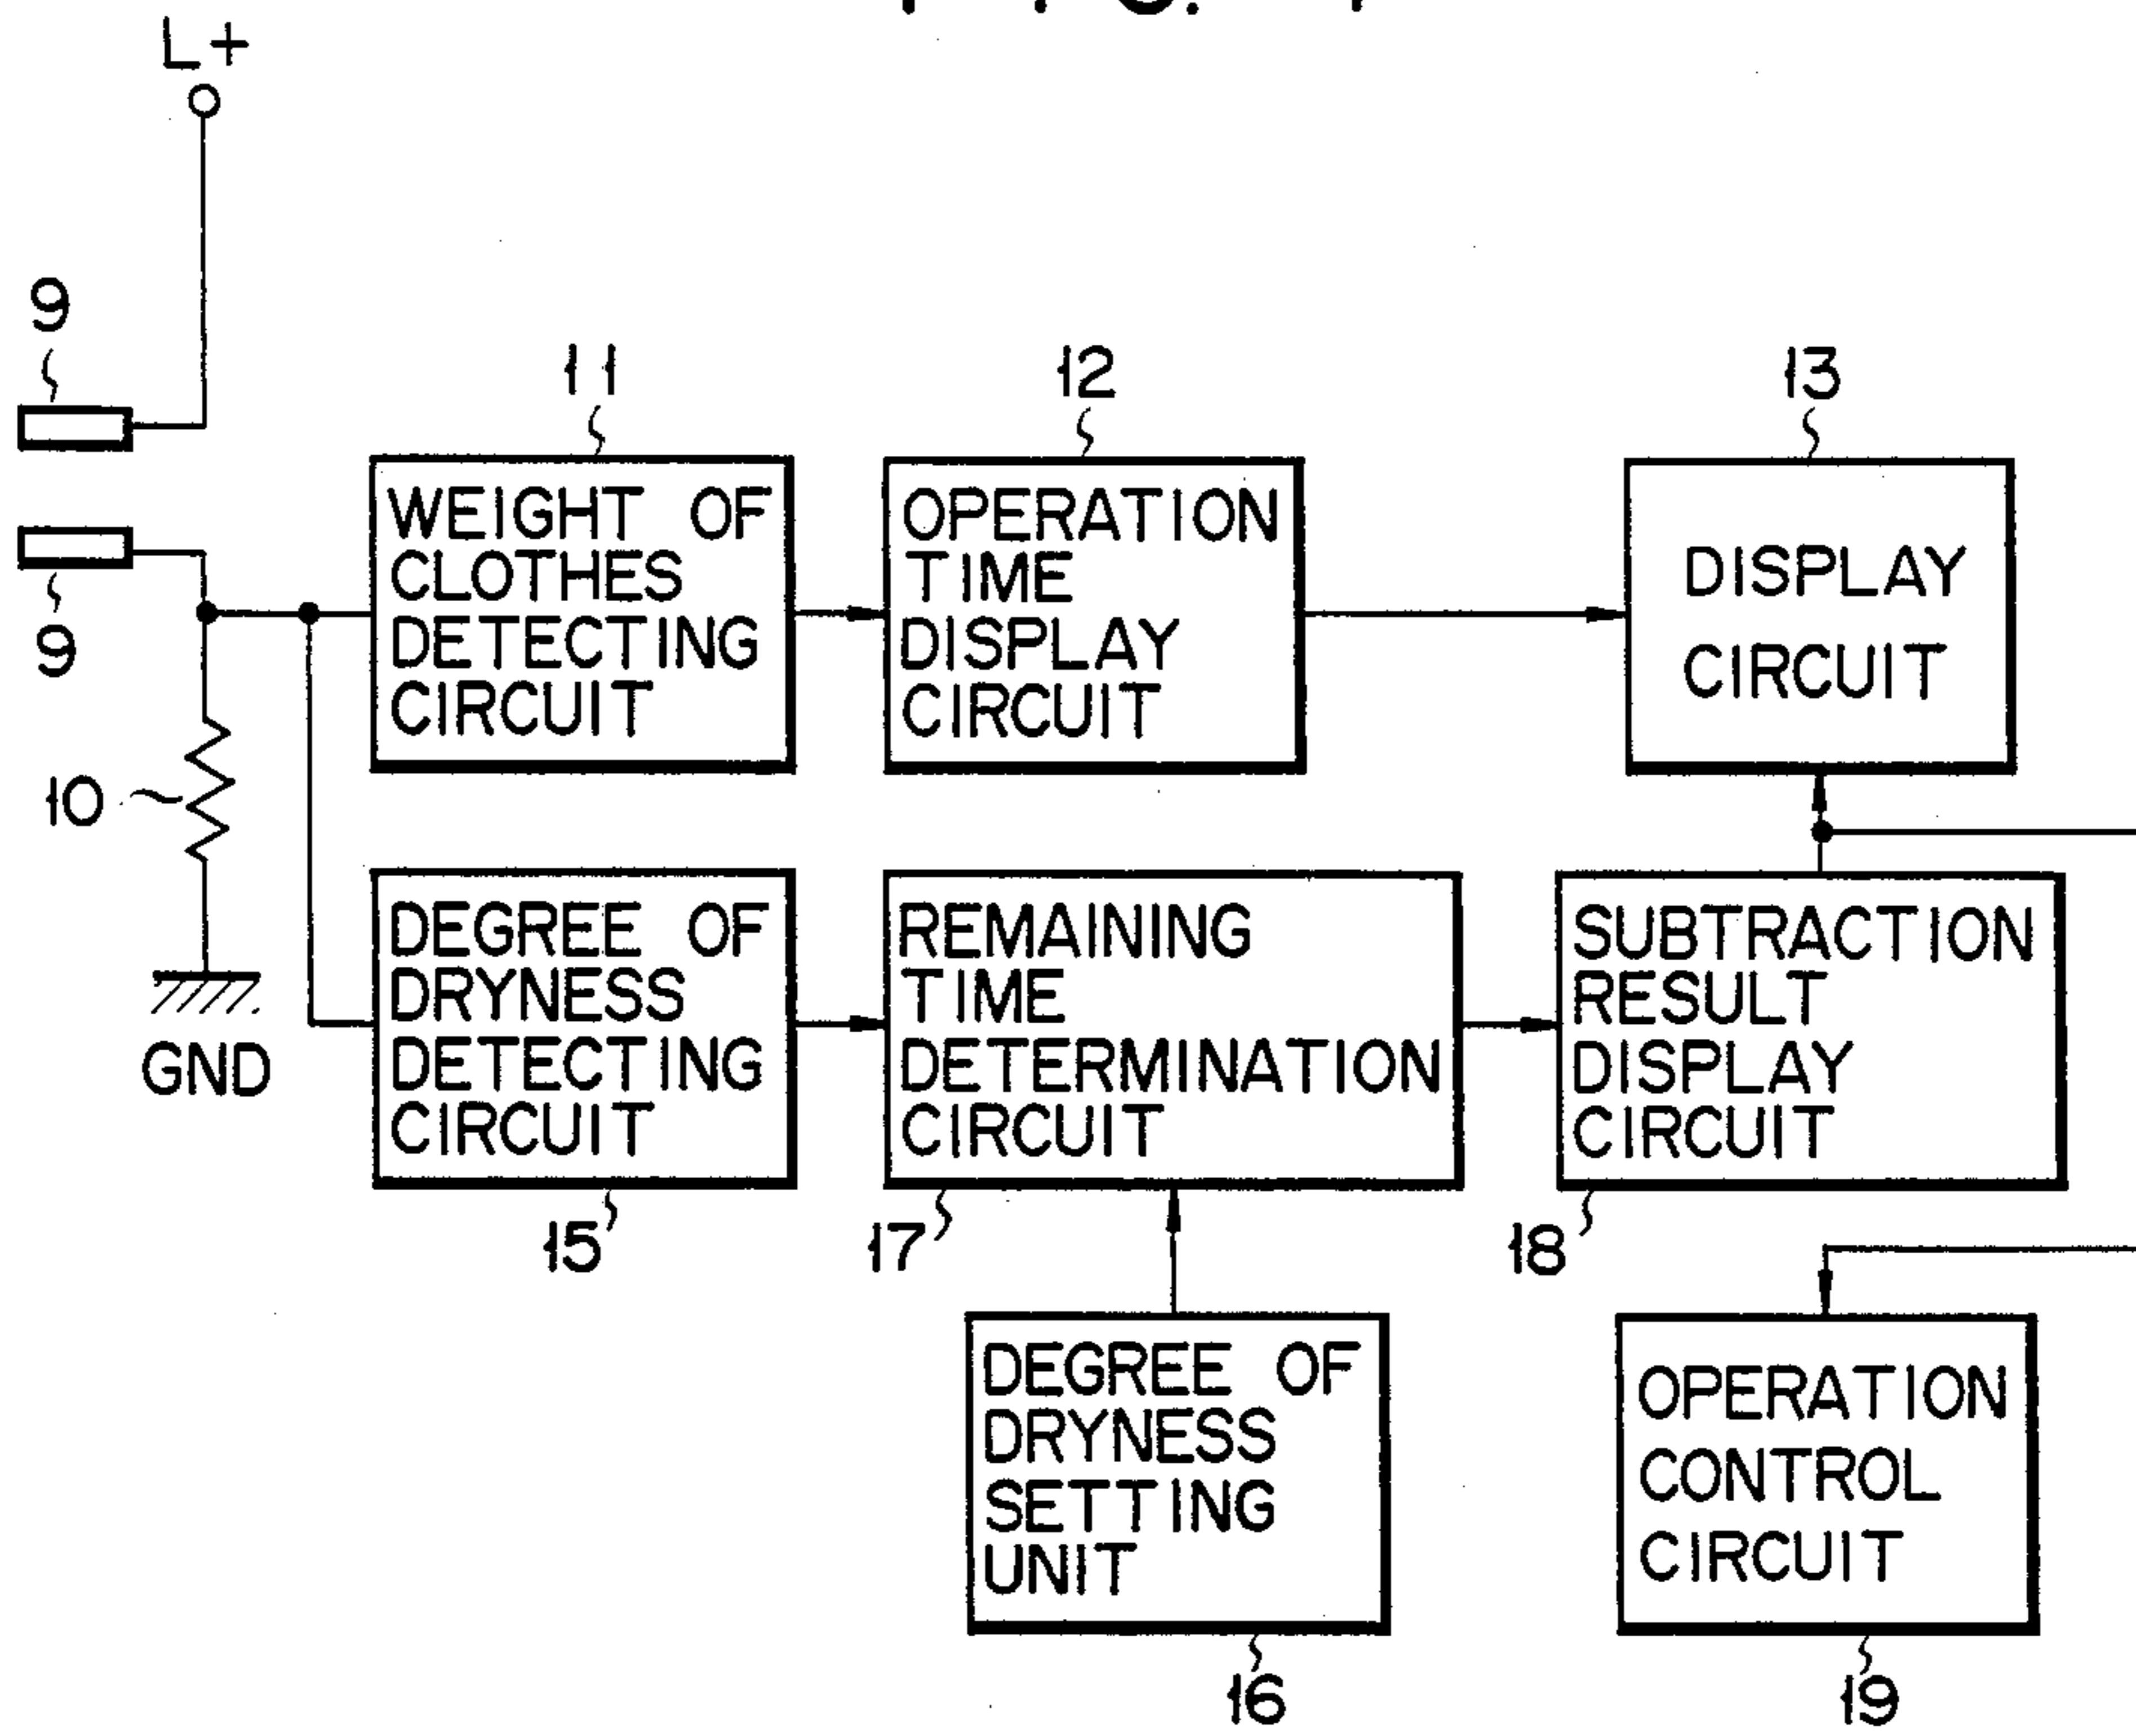 L+
9
9
10
GND
11
WEIGHT OF
CLOTHES
DETECTING
CIRCUIT
12
OPERATION
TIME
DISPLAY
CIRCUIT
13
DISPLAY
CIRCUIT
DEGREE OF
DRYNESS
DETECTING
CIRCUIT
15
REMAINING
TIME
DETERMINATION
CIRCUIT
17
SUBTRACTION
RESULT
DISPLAY
CIRCUIT
18
DEGREE OF
DRYNESS
SETTING
UNIT
16
OPERATION
CONTROL
CIRCUIT
19